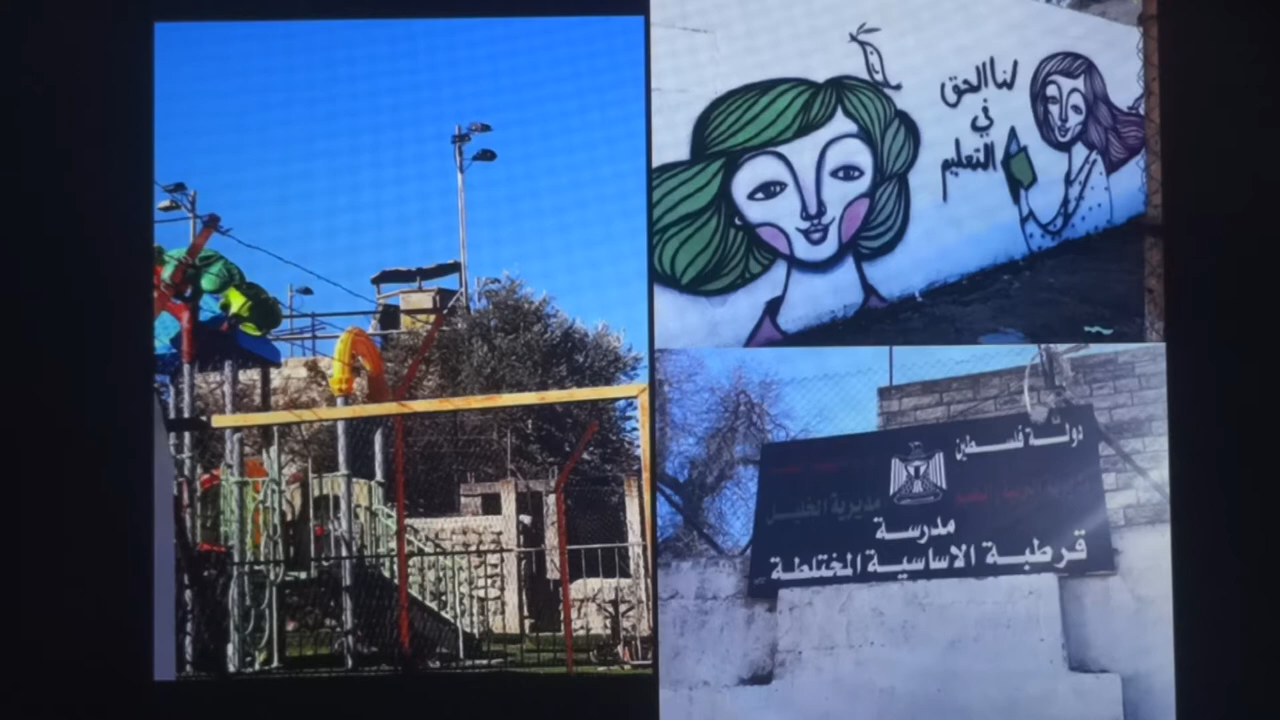 لنا الحق
في
التعليم
دولة فلسطين
مديرية الخليل
مدرسة
قرطبة الاساسية المختلطة